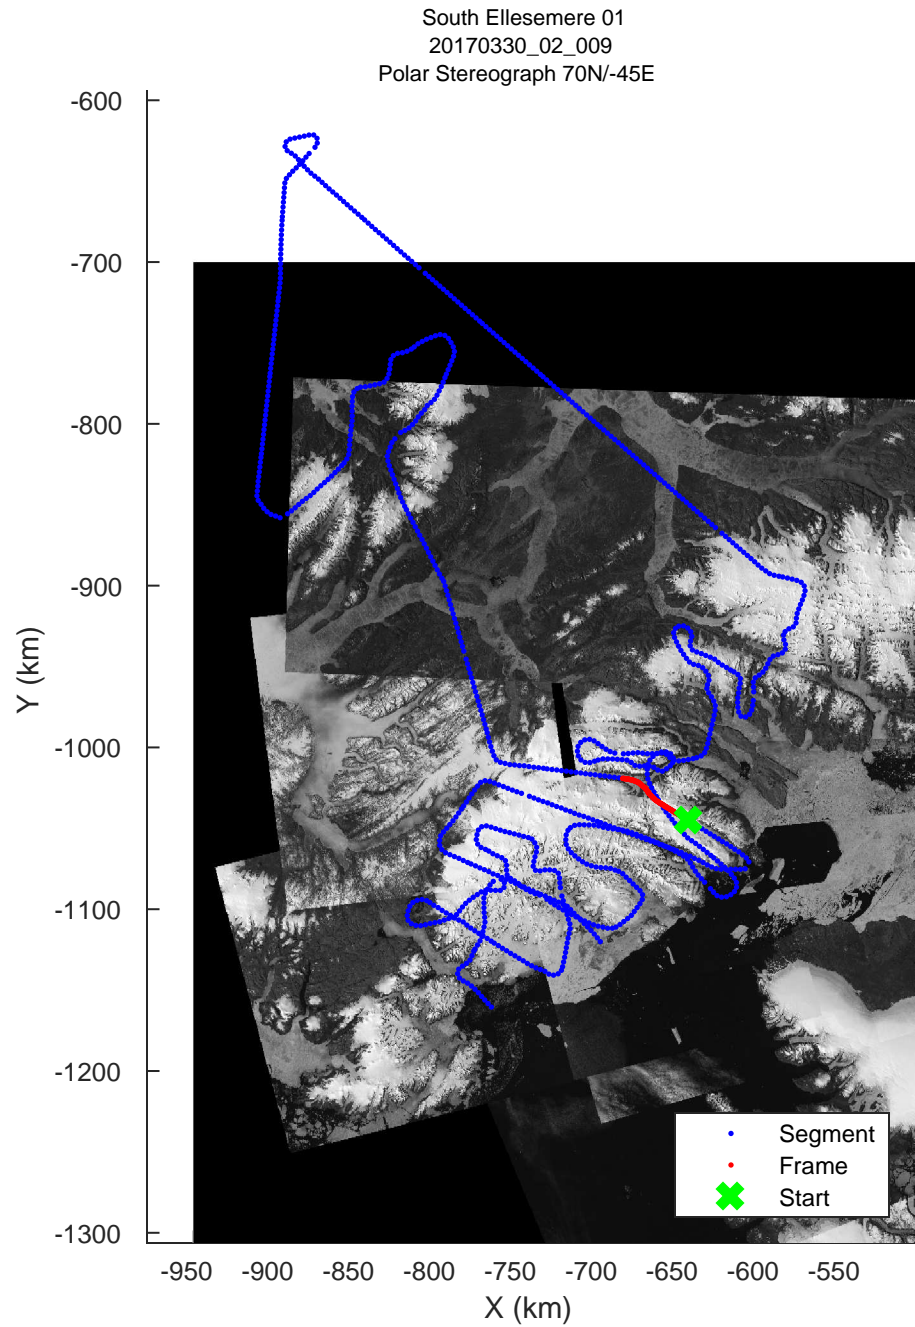 South Ellesemere 01
20170330_02_009
Polar Stereograph 70N/-45E
-600
-700
-800
-900
-1000
-1100
-1200
-1300
Y (km)
Segment
Frame
Start
-950 -900 -850 -800 -750 -700 -650 -600 -550
X (km)